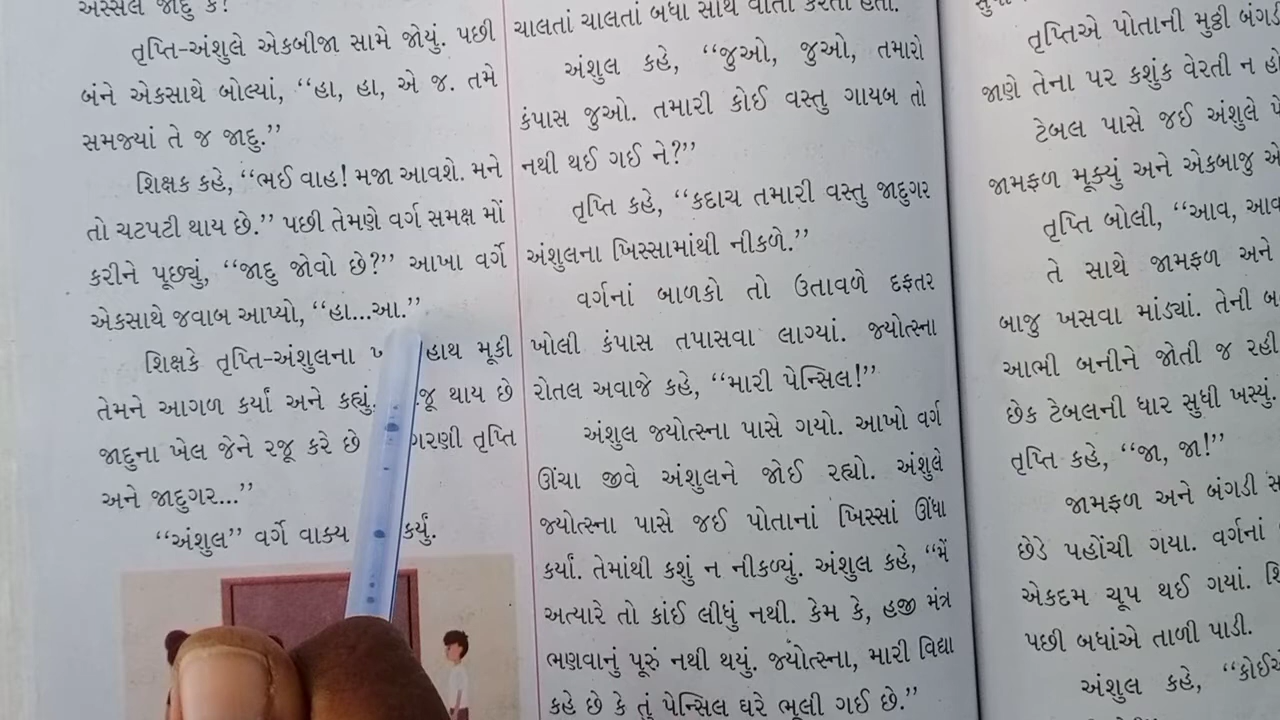 અસ્સલ જાદુ કે?
તૃપ્તિ-અંશુલે એકબીજા સામે જોયું. પછી
બંને એકસાથે બોલ્યાં, “હા, હા, એ જ. તમે
સમજ્યાં તે જ જાદુ.”
શિક્ષક કહે, “ભઈ વાહ! મજા આવશે. મને
તો ચટપટી થાય છે.” પછી તેમણે વર્ગ સમક્ષ મોં
કરીને પૂછ્યું, “જાદુ જોવો છે?” આખા વર્ગે
એકસાથે જવાબ આપ્યો, “હા...આ.”
શિક્ષકે તૃપ્તિ-અંશુલના હાથ મૂકી
તેમને આગળ કર્યાં અને કહ્યું, થાય છે
જાદુના ખેલ જેને રજૂ કરે છે તૃપ્તિ
અને જાદુગર...”
“અંશુલ” વર્ગે વાક્ય કર્યું.
ચાલતાં ચાલતાં બધા સાથે વાતો કરતો હતો.
અંશુલ કહે, “જુઓ, જુઓ, તમારો
કંપાસ જુઓ. તમારી કોઈ વસ્તુ ગાયબ તો
નથી થઈ ગઈ ને?”
તૃપ્તિ કહે, “કદાચ તમારી વસ્તુ જાદુગર
અંશુલના ખિસ્સામાંથી નીકળે.”
વર્ગનાં બાળકો તો ઉતાવળે દફતર
ખોલી કંપાસ તપાસવા લાગ્યાં. જ્યોત્સ્ના
રોતલ અવાજે કહે, “મારી પેન્સિલ!”
અંશુલ જ્યોત્સ્ના પાસે ગયો. આખો વર્ગ
ઊંચા જીવે અંશુલને જોઈ રહ્યો. અંશુલે
જ્યોત્સ્ના પાસે જઈ પોતાનાં ખિસ્સાં ઊંધા
કર્યાં. તેમાંથી કશું ન નીકળ્યું. અંશુલ કહે, “મેં
અત્યારે તો કાંઈ લીધું નથી. કેમ કે, હજી મંત્ર
ભણવાનું પૂરું નથી થયું. જ્યોત્સ્ના, મારી વિદ્યા
કહે છે કે તું પેન્સિલ ઘરે ભૂલી ગઈ છે.”
તૃપ્તિએ પોતાની મુઠ્ઠી
જાણે તેના પર કશુંક વેરતી ન
ટેબલ પાસે જઈ અંશુલે
જામફળ મૂક્યું અને એકબાજુ
તૃપ્તિ બોલી, “આવ,
તે સાથે જામફળ અને
બાજુ ખસવા માંડ્યાં. તેની
આભી બનીને જોતી જ રહી
છેક ટેબલની ધાર સુધી ખસ્યું.
તૃપ્તિ કહે, “જા, જા!”
જામફળ અને બંગડી
છેડે પહોંચી ગયા. વર્ગનાં
એકદમ ચૂપ થઈ ગયાં.
પછી બધાંએ તાળી પાડી.
અંશુલ કહે,